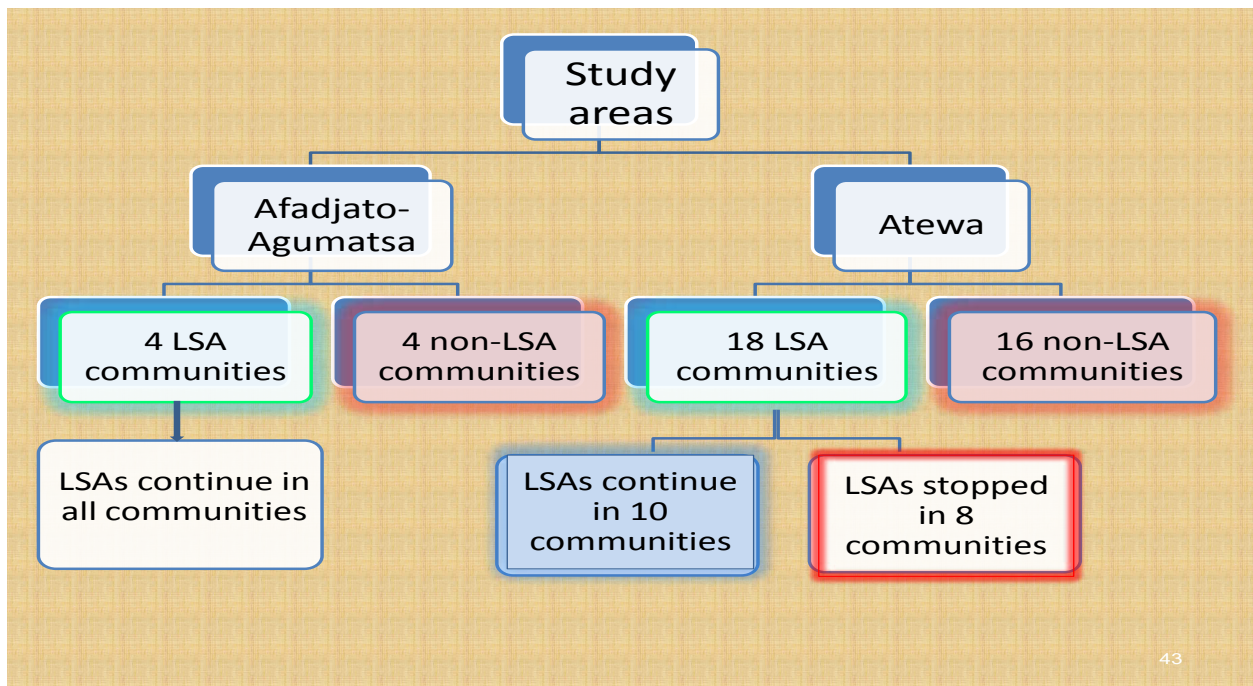 Study
areas
Afadjato-
Agumatsa
Atewa
4 LSA
communities
4 non-LSA
communities
18 LSA
communities
16 non-LSA
communities
LSAs continue in
all communities
LSAs continue
in 10
communities
LSAs stopped
in 8
communities
43